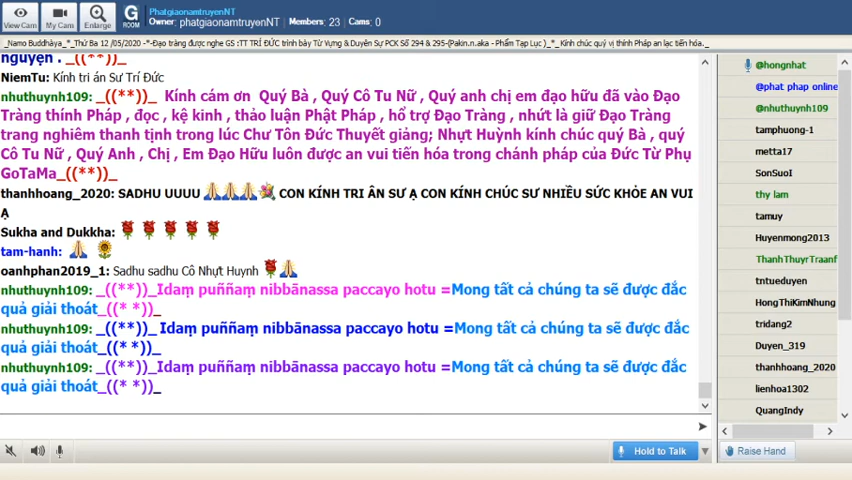 View Cam
My Cam
Enlarge
G
ROOM
PhatgiaonamtruyenNT
Owner: phatgiaonamtruyenNT | Members: 23 | Cams: 0
_Namo Buddhàya_*_Thứ Ba 12 /05/2020 -*-Đạo tràng được nghe GS :TT TRÍ ĐỨC trình bày Từ Vựng &Duyên Sự PCK Số 294 & 295-(Pakin.n.aka - Phẩm Tạp Lục )_*_Kính chúc quý vị thính Pháp an lạc tiến hóa._
nguyện . _((**))_
NiemTu: Kính tri án Sư Trí Đức
nhuthuynh109: _((**))_ Kính cám ơn Quý Bà , Quý Cô Tu Nữ , Quý anh chị em đạo hữu đã vào Đạo
Tràng thính Pháp , đọc , kệ kinh , thảo luận Phật Pháp , hổ trợ Đạo Tràng , nhứt là giữ Đạo Tràng
trang nghiêm thanh tịnh trong lúc Chư Tôn Đức Thuyết giảng; Nhựt Huỳnh kính chúc quý Bà , quý
Cô Tu Nữ , Quý Anh , Chị , Em Đạo Hữu luôn được an vui tiến hóa trong chánh pháp của Đức Từ Phụ
GoTaMa_((**))_
thanhhoang_2020: SADHU UUUU 🙏🙏🙏💐 CON KÍNH TRI ÂN SƯ Ạ CON KÍNH CHÚC SƯ NHIỀU SỨC KHỎE AN VUI
Ạ
Sukha and Dukkha: 🌹🌹🌹🌹🌹
tam-hanh: 🙏 🌻
oanhphan2019_1: Sadhu sadhu Cô Nhựt Huynh 🌹🙏
nhuthuynh109: _((**))_Idaṃ puññaṃ nibbānassa paccayo hotu =Mong tất cả chúng ta sẽ được đắc
quả giải thoát_((* *))_
nhuthuynh109: _((**))_ Idaṃ puññaṃ nibbānassa paccayo hotu =Mong tất cả chúng ta sẽ được đắc
quả giải thoát_((* *))_
nhuthuynh109: _((**))_Idaṃ puññaṃ nibbānassa paccayo hotu =Mong tất cả chúng ta sẽ được đắc
quả giải thoát_((* *))_
@hongnhat
@phat phap online
@nhuthuynh109
tamphuong-1
metta17
SonSuoI
thy lam
tamuy
Huyenmong2013
ThanhThuyrTraanf
tntueduyen
HongThiKimNhung
tridang2
Duyen_319
thanhhoang_2020
lienhoa1302
QuangIndy
Hold to Talk
Raise Hand